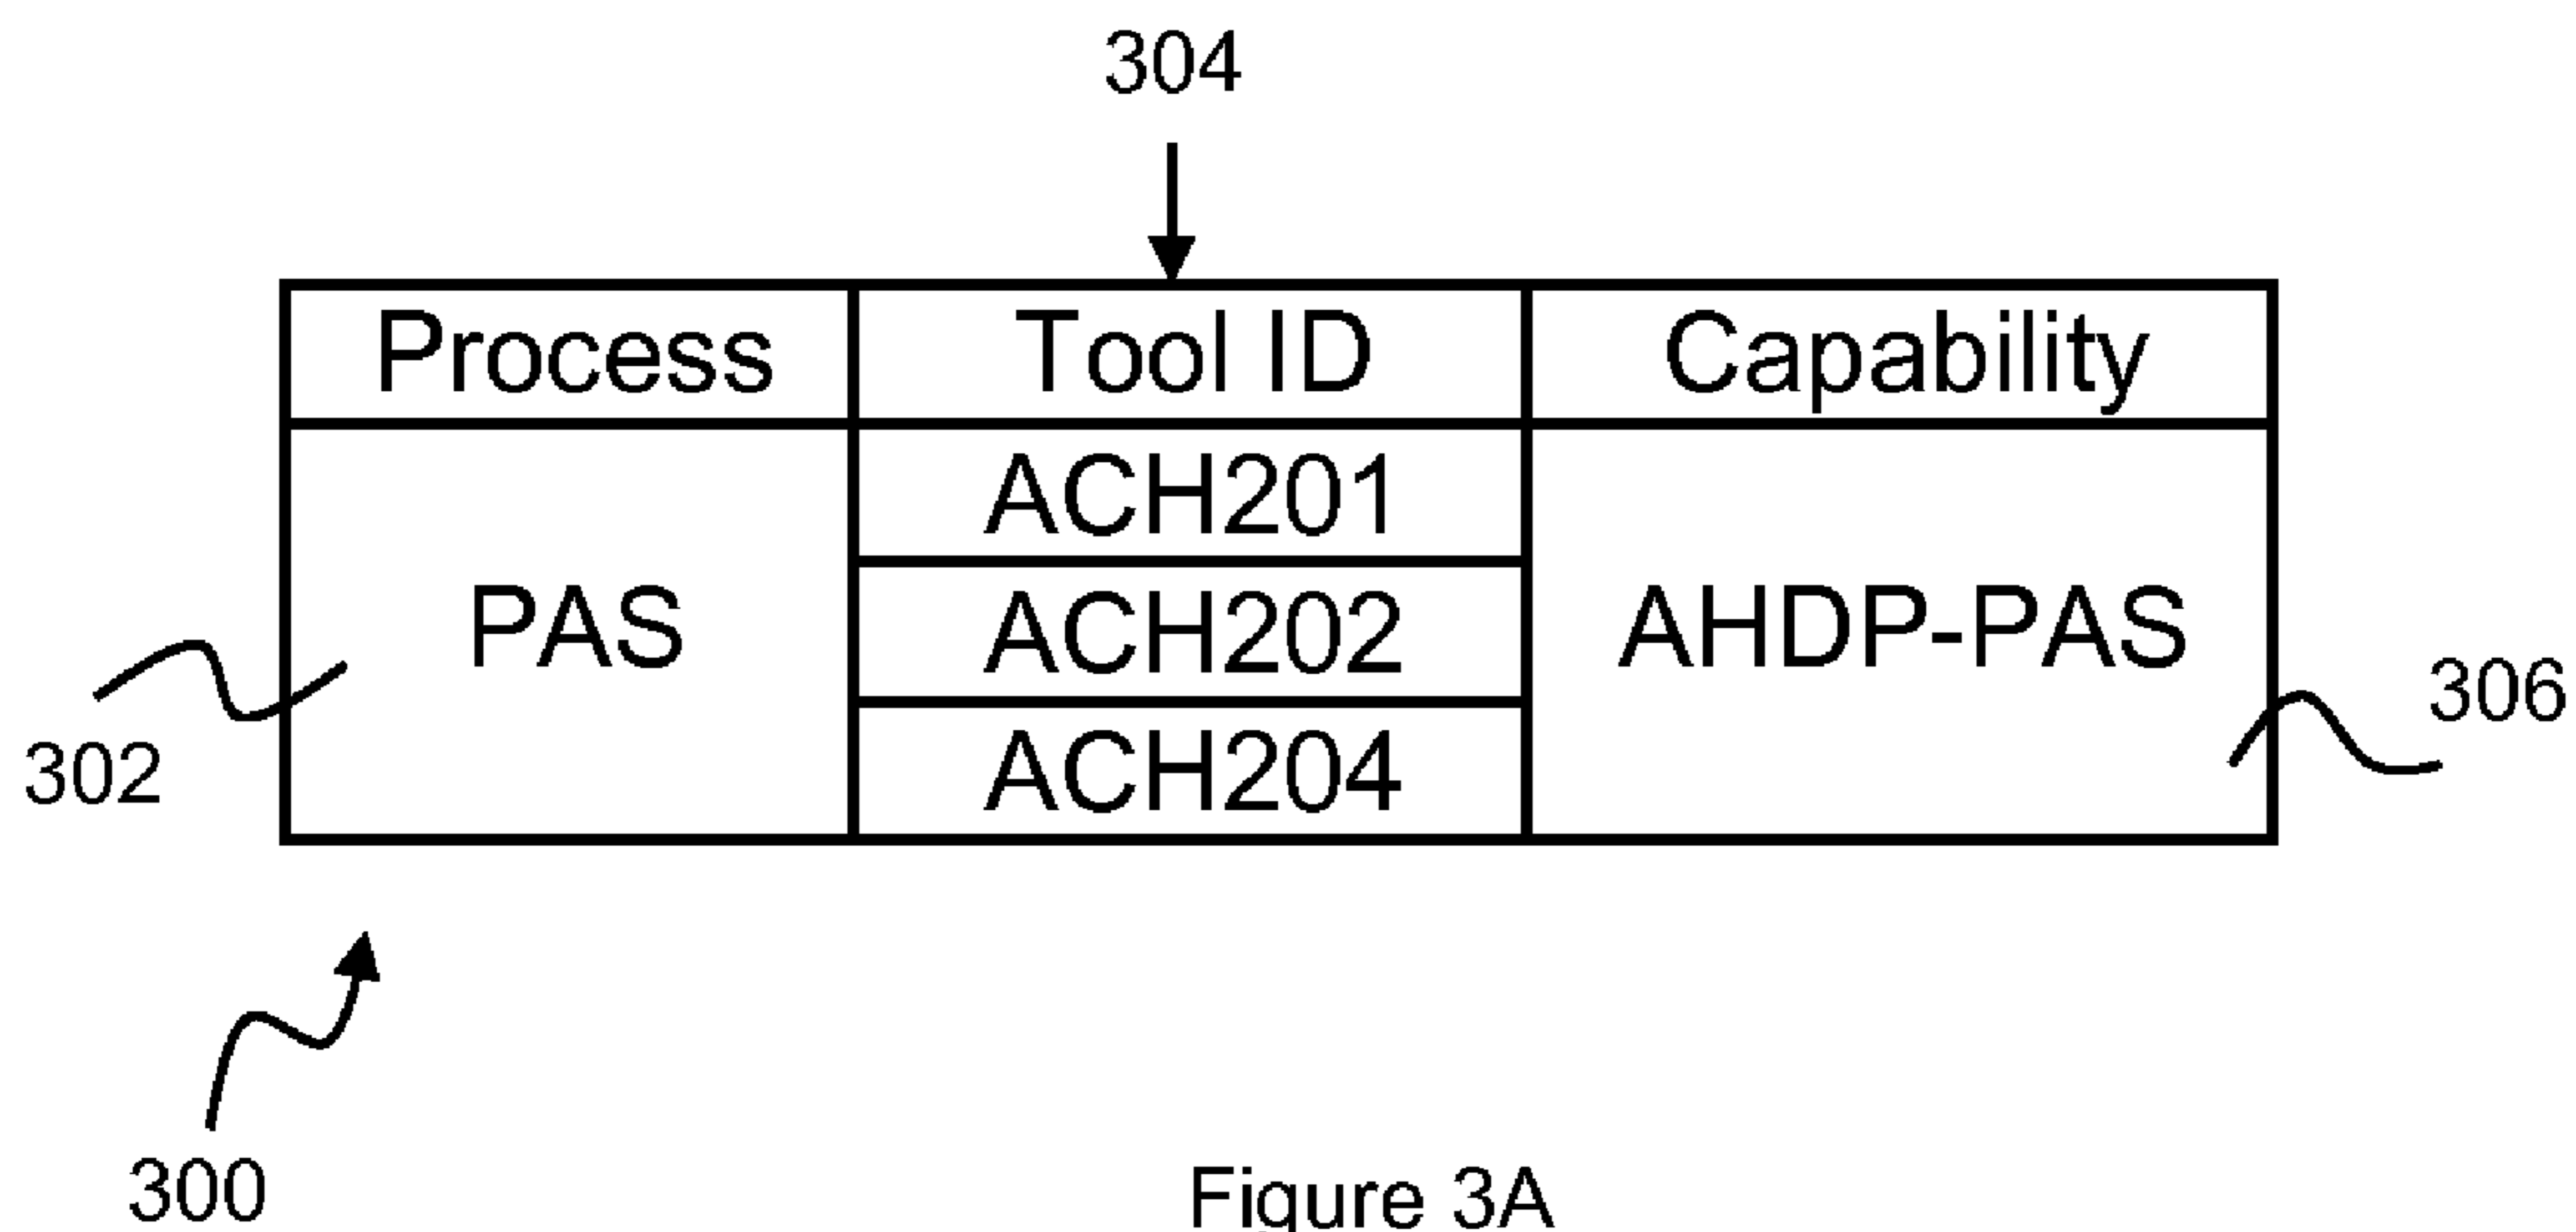 304
Process Tool ID Capability
ACH201
PAS ACH202 AHDP-PAS
ACH204
302
306
300
Figure 3A